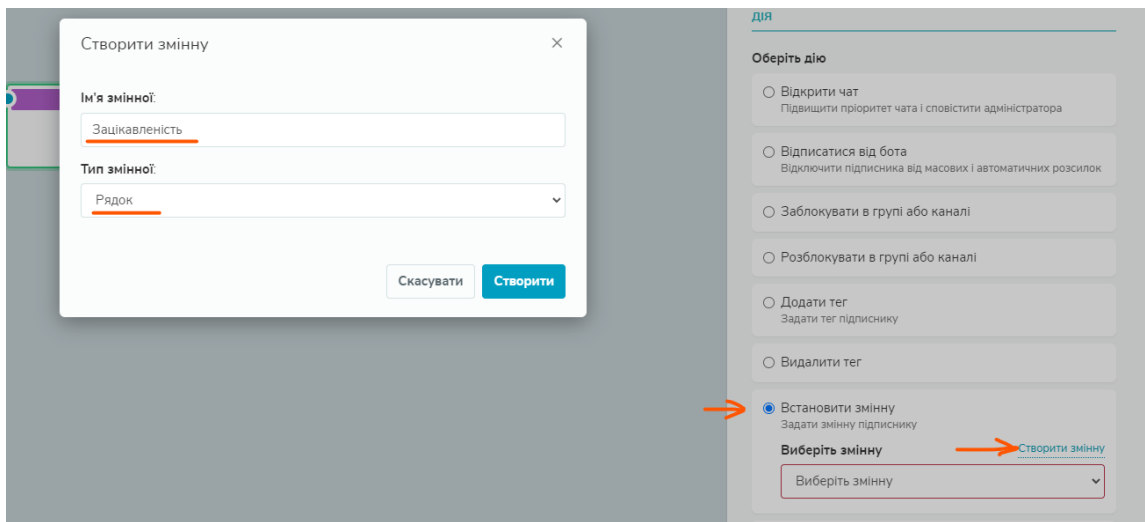 Створити змінну
Ім'я змінної:
Зацікавленість
Тип змінної:
Рядок
Скасувати
Створити
ДІЯ
Оберіть дію
Відкрити чат
Підвищити пріоритет чата і сповістити адміністратора
Відписатися від бота
Відключити підписника від масових і автоматичних розсилок
Заблокувати в групі або каналі
Розблокувати в групі або каналі
Додати тег
Задати тег підписнику
Видалити тег
Встановити змінну
Задати змінну підписнику
Виберіть змінну
Створити змінну
Виберіть змінну